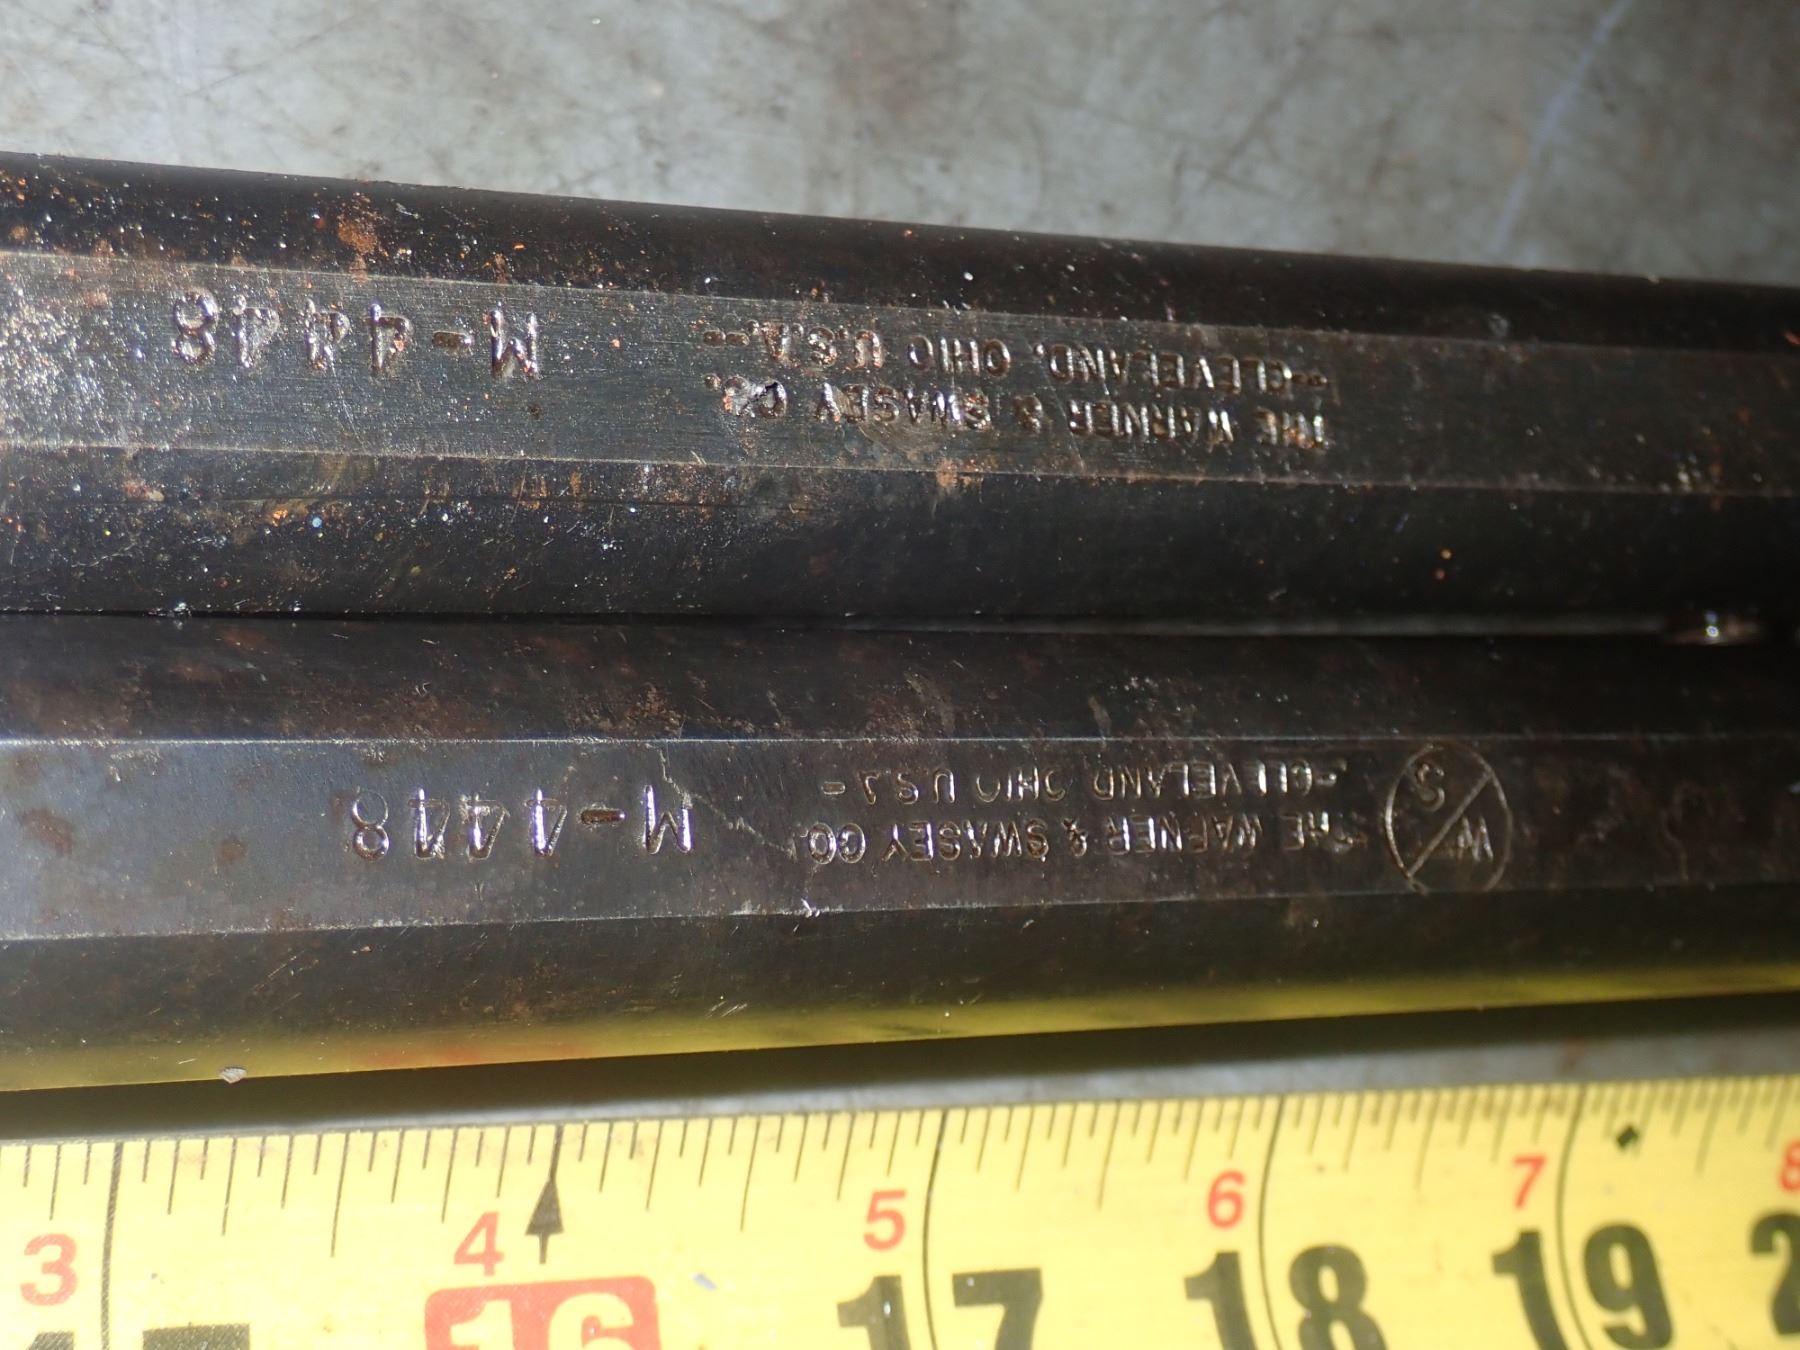 THE WARNER & SWASEY CO.
-CLEVELAND, OHIO U.S.A.-
M-4448
W S
THE WARNER & SWASEY CO.
-CLEVELAND OHIO U.S.A-
M-4448
3 4 5 6 7 8
16 17 18 19